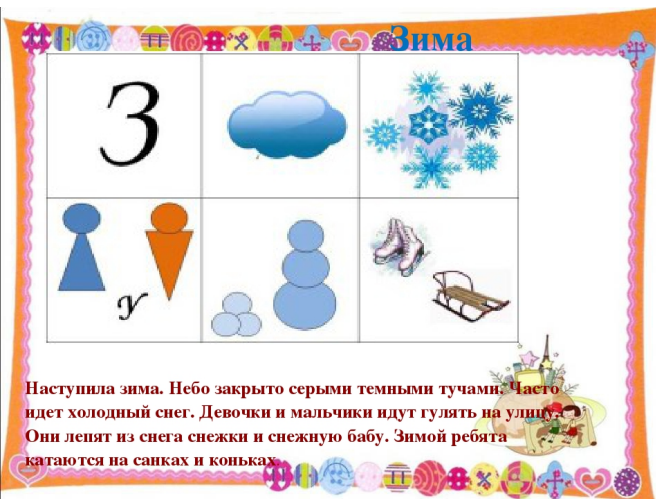 Зима
З
У
Наступила зима. Небо закрыто серыми темными тучами. Часто
идет холодный снег. Девочки и мальчики идут гулять на улицу.
Они лепят из снега снежки и снежную бабу. Зимой ребята
катаются на санках и коньках.